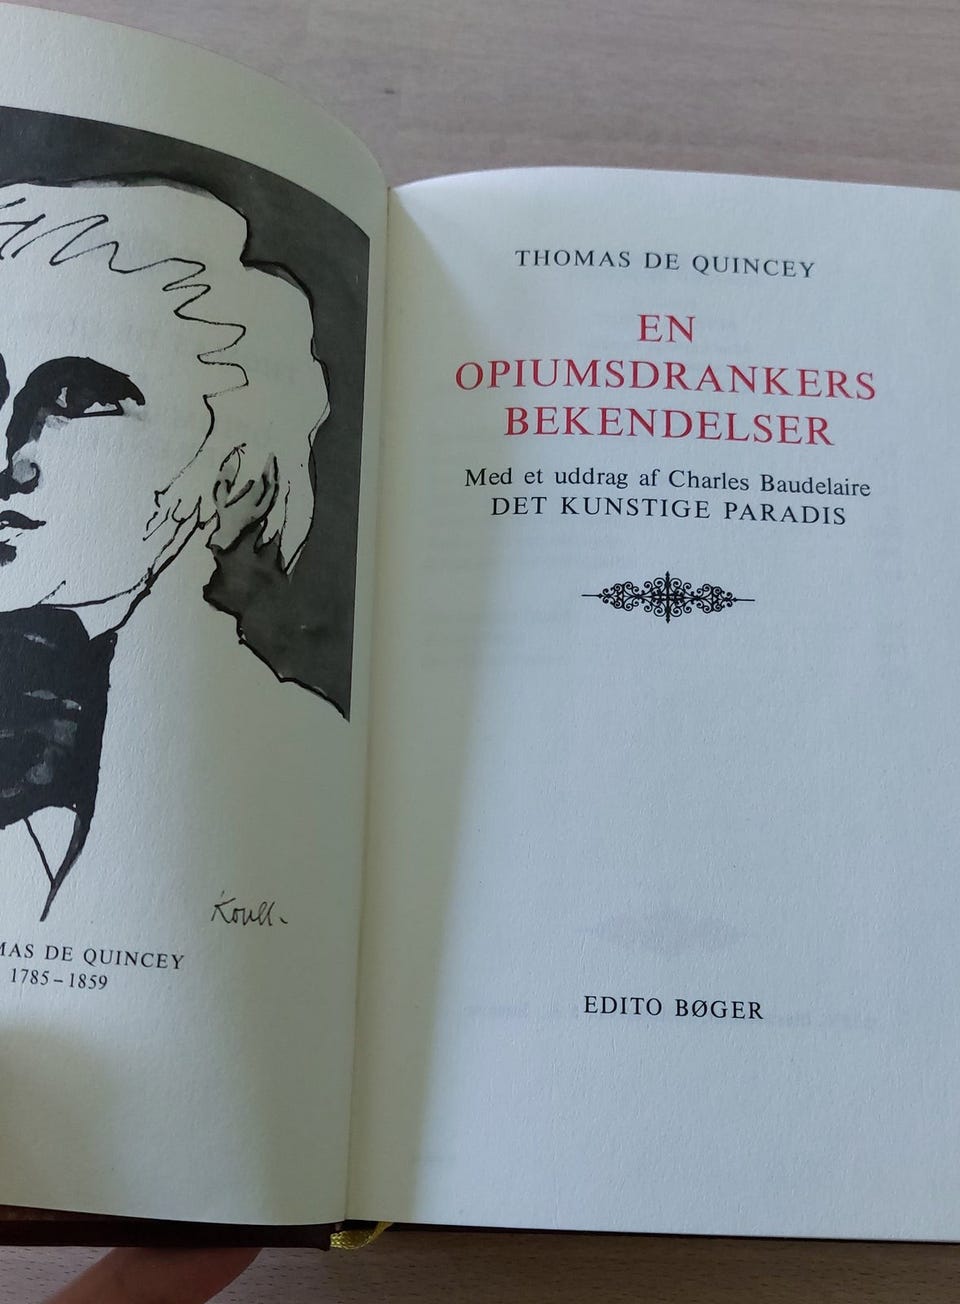 MAS DE QUINCEY
1785–1859
THOMAS DE QUINCEY
EN
OPIUMSDRANKERS
BEKENDELSER
Med et uddrag af Charles Baudelaire
DET KUNSTIGE PARADIS
EDITO BØGER